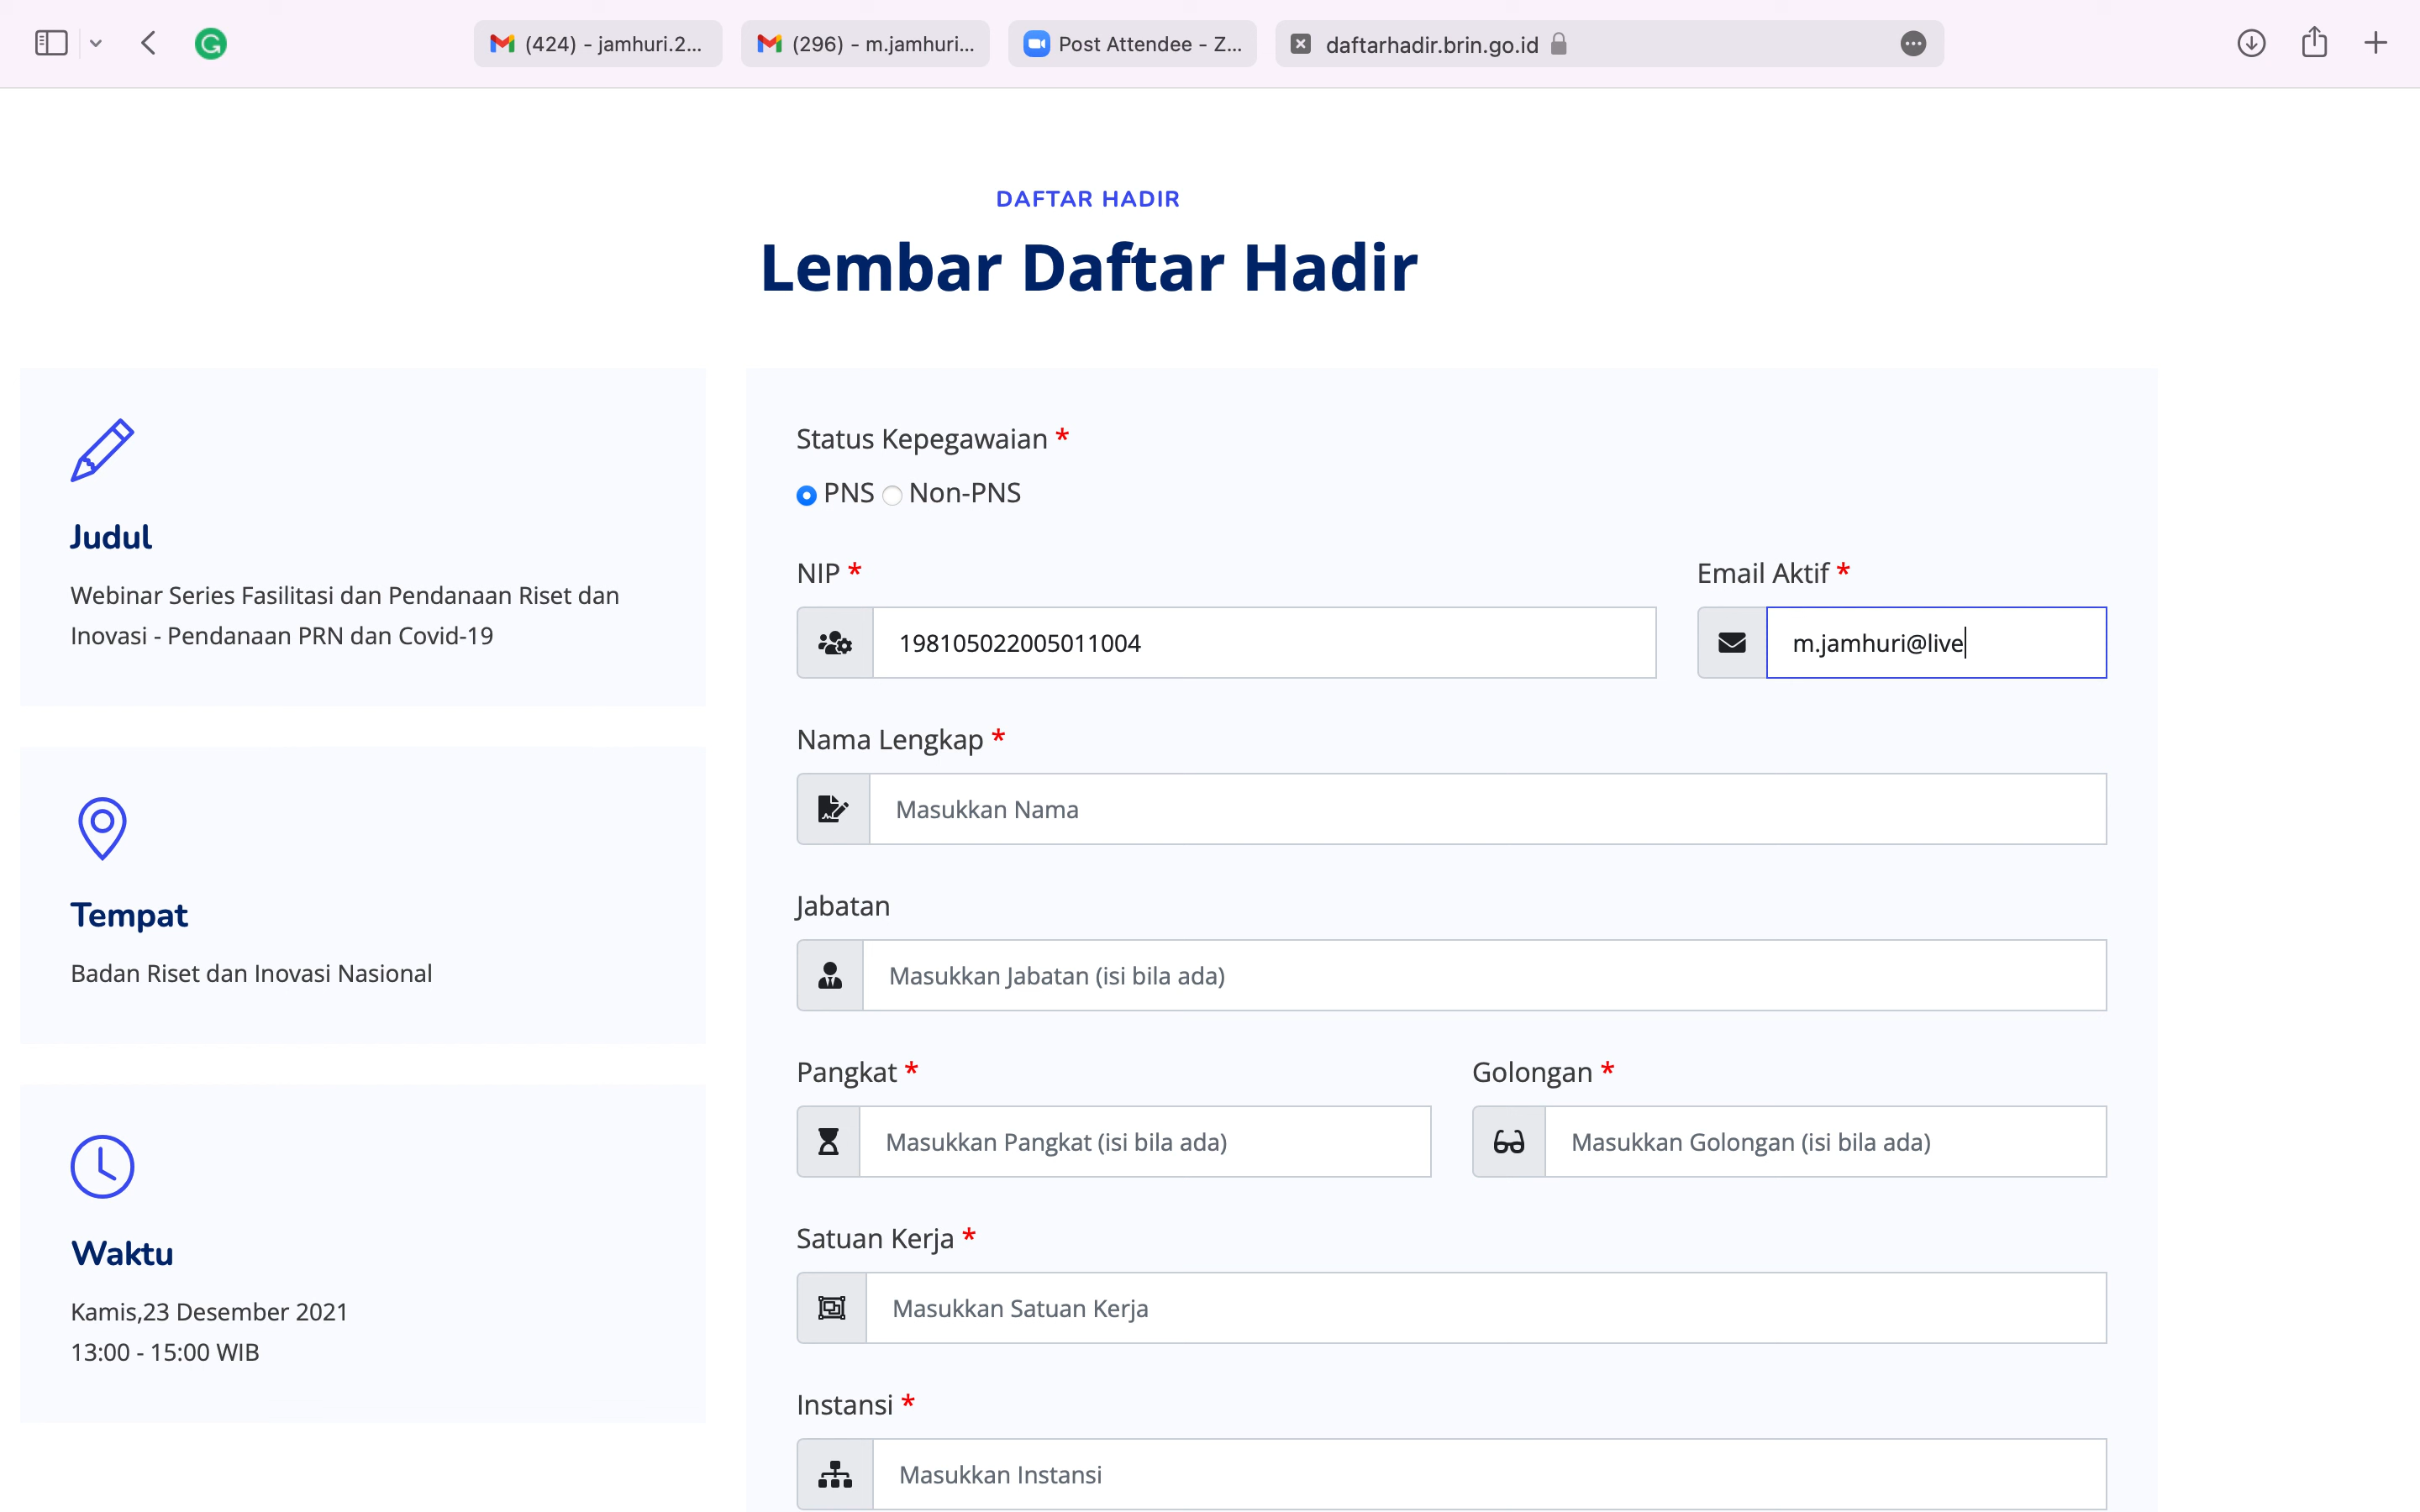 (424) - jamhuri.2...
(296) - m.jamhuri...
Post Attendee - Z...
daftarhadir.brin.go.id
DAFTAR HADIR
Lembar Daftar Hadir
Judul
Webinar Series Fasilitasi dan Pendanaan Riset dan
Inovasi - Pendanaan PRN dan Covid-19
Tempat
Badan Riset dan Inovasi Nasional
Waktu
Kamis,23 Desember 2021
13:00 - 15:00 WIB
Status Kepegawaian *
PNS Non-PNS
NIP *
198105022005011004
Email Aktif *
m.jamhuri@live
Nama Lengkap *
Masukkan Nama
Jabatan
Masukkan Jabatan (isi bila ada)
Pangkat *
Masukkan Pangkat (isi bila ada)
Golongan *
Masukkan Golongan (isi bila ada)
Satuan Kerja *
Masukkan Satuan Kerja
Instansi *
Masukkan Instansi